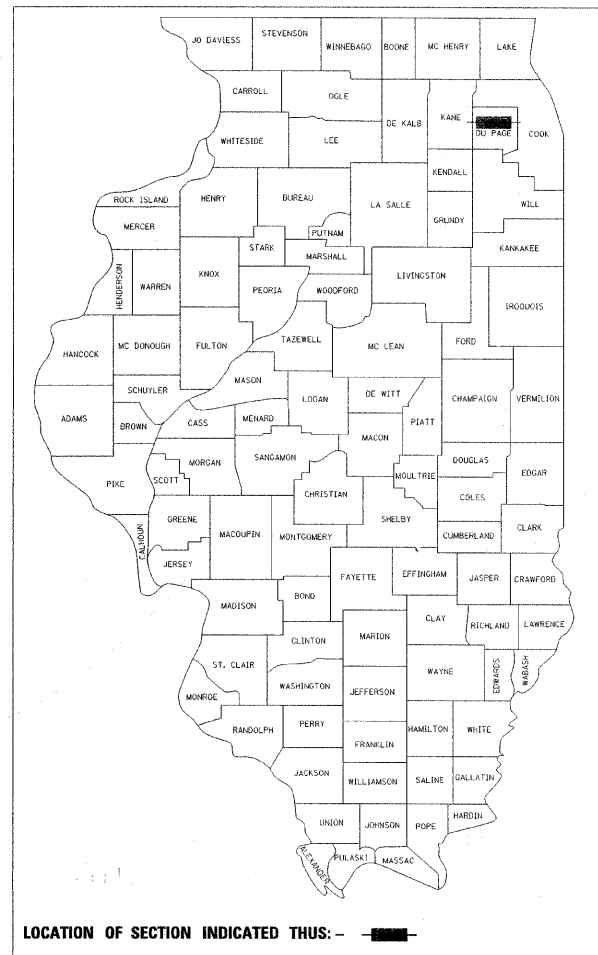 JO DAVIESS
STEVENSON
WINNEBAGO
BOONE
MC HENRY
LAKE
CARROLL
OGLE
DE KALB
KANE
DU PAGE
COOK
WHITESIDE
LEE
KENDALL
WILL
ROCK ISLAND
HENRY
BUREAU
LA SALLE
GRUNDY
MERCER
PUTNAM
STARK
MARSHALL
KANKAKEE
HENDERSON
WARREN
KNOX
PEORIA
WOODFORD
LIVINGSTON
IROQUOIS
HANCOCK
MC DONOUGH
FULTON
TAZEWELL
MC LEAN
FORD
SCHUYLER
MASON
LOGAN
DE WITT
CHAMPAIGN
VERMILION
ADAMS
BROWN
CASS
MENARD
PIATT
MACON
SANGAMON
MORGAN
DOUGLAS
EDGAR
PIKE
SCOTT
CHRISTIAN
MOULTRIE
COLES
CALHOUN
GREENE
MACOUPIN
MONTGOMERY
SHELBY
CUMBERLAND
CLARK
JERSEY
FAYETTE
EFFINGHAM
JASPER
CRAWFORD
MADISON
BOND
CLAY
RICHLAND
LAWRENCE
CLINTON
MARION
ST. CLAIR
WAYNE
EDWARDS
WABASH
WASHINGTON
JEFFERSON
MONROE
RANDOLPH
PERRY
HAMILTON
WHITE
FRANKLIN
JACKSON
WILLIAMSON
SALINE
GALLATIN
UNION
JOHNSON
POPE
HARDIN
ALEXANDER
PULASKI
MASSAC
LOCATION OF SECTION INDICATED THUS: -